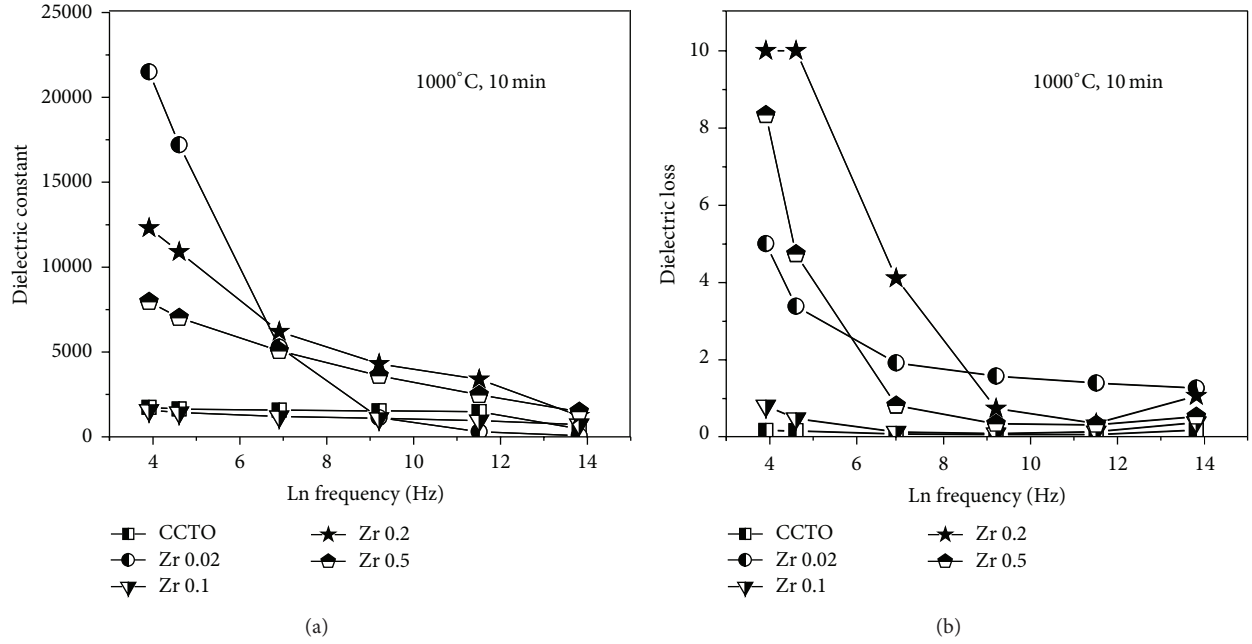 25000
20000
15000
10000
5000
0
Dielectric constant
1000°C, 10 min
4 6 8 10 12 14
Ln frequency (Hz)
CCTO
Zr 0.02
Zr 0.1
Zr 0.2
Zr 0.5
(a)
10
8
6
4
2
0
Dielectric loss
1000°C, 10 min
4 6 8 10 12 14
Ln frequency (Hz)
CCTO
Zr 0.02
Zr 0.1
Zr 0.2
Zr 0.5
(b)